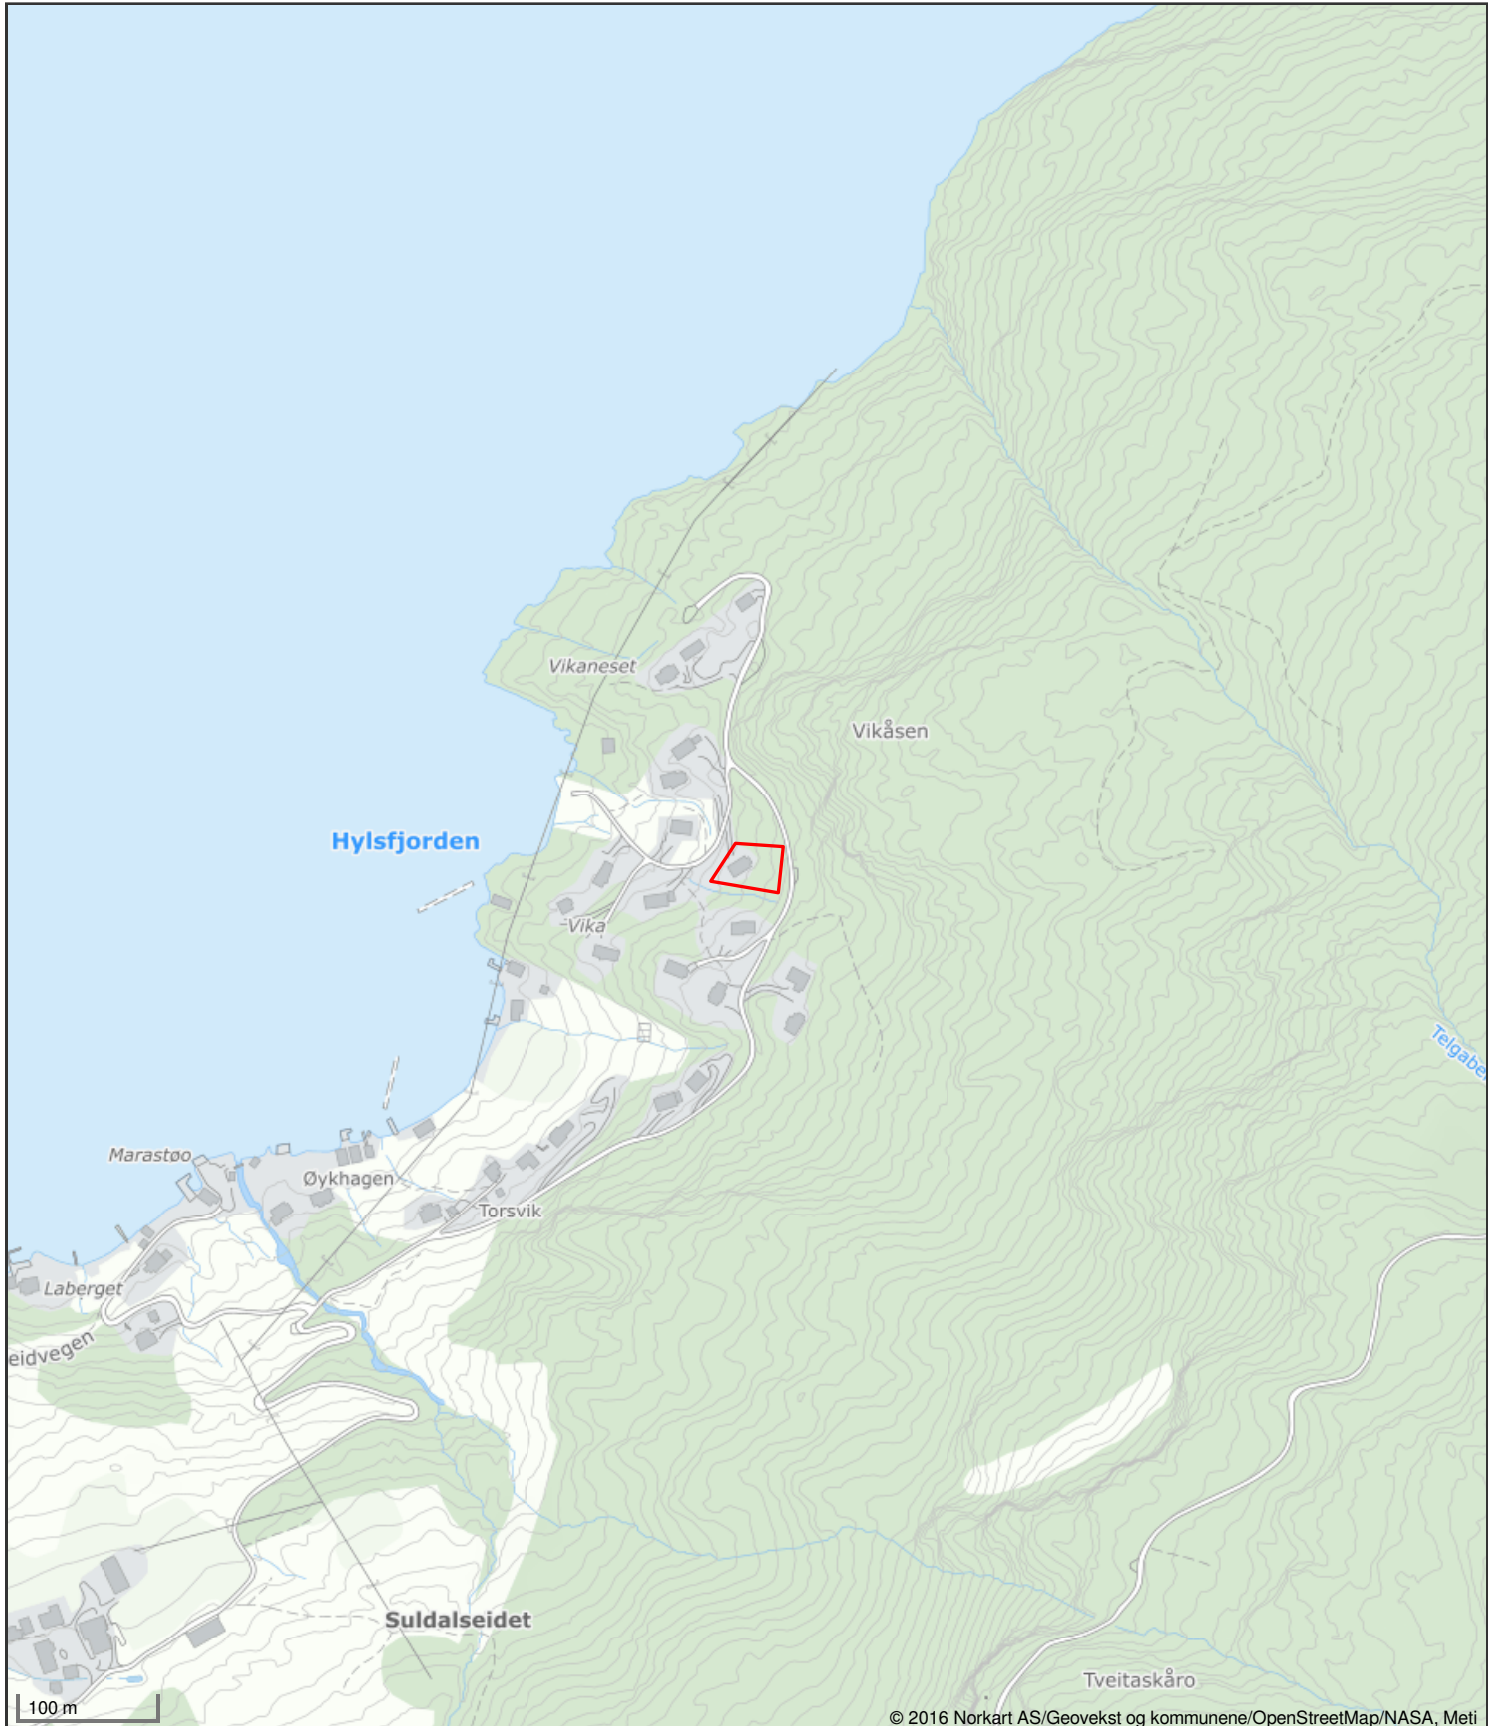 Vikaneset
Vikåsen
Hylsfjorden
Vika
Marastøo
Øykhagen
Torsvik
Laberget
eidvegen
Suldalseidet
Tveitaskåro
100 m
© 2016 Norkart AS/Geovekst og kommunene/OpenStreetMap/NASA, Meti